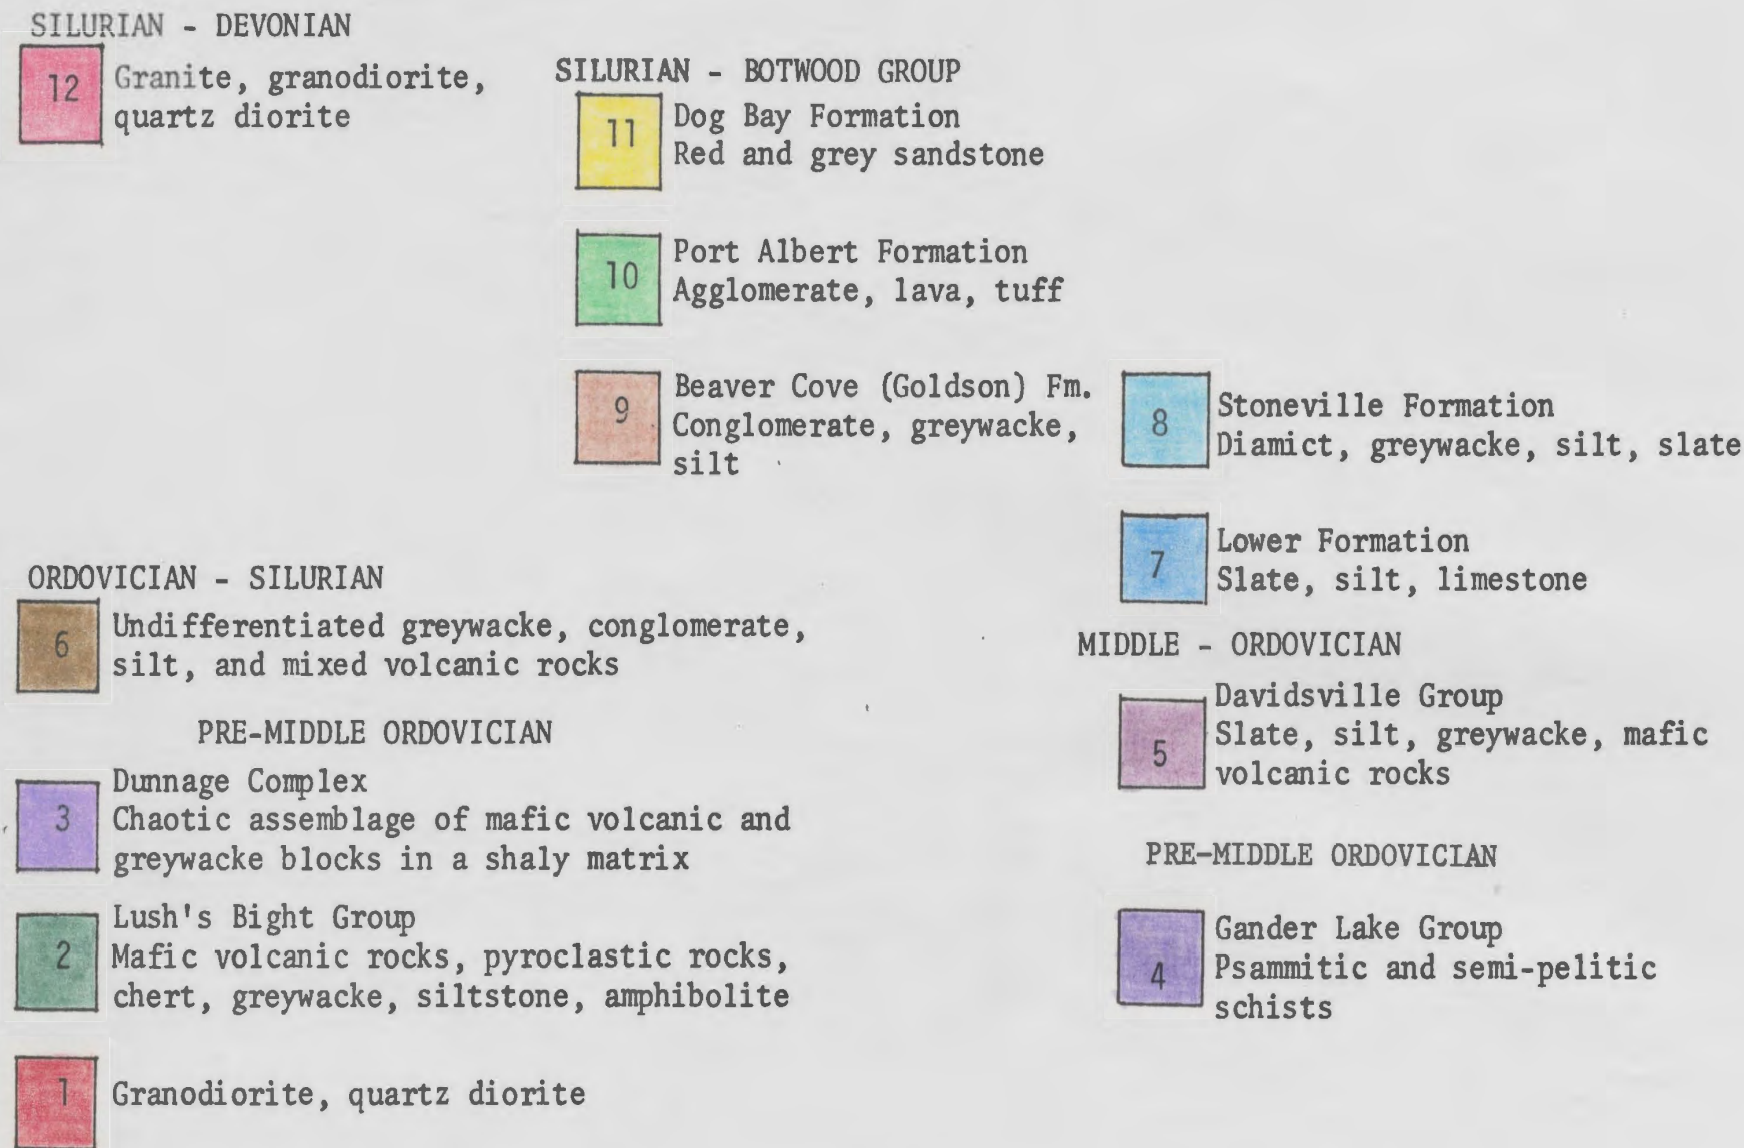 SILURIAN - DEVONIAN
12
Granite, granodiorite,
quartz diorite
SILURIAN - BOTWOOD GROUP
11
Dog Bay Formation
Red and grey sandstone
10
Port Albert Formation
Agglomerate, lava, tuff
9
Beaver Cove (Goldson) Fm.
Conglomerate, greywacke,
silt
8
Stoneville Formation
Diamict, greywacke, silt, slate
7
Lower Formation
Slate, silt, limestone
ORDOVICIAN - SILURIAN
6
Undifferentiated greywacke, conglomerate,
silt, and mixed volcanic rocks
MIDDLE - ORDOVICIAN
5
Davidsville Group
Slate, silt, greywacke, mafic
volcanic rocks
PRE-MIDDLE ORDOVICIAN
3
Dunnage Complex
Chaotic assemblage of mafic volcanic and
greywacke blocks in a shaly matrix
2
Lush's Bight Group
Mafic volcanic rocks, pyroclastic rocks,
chert, greywacke, siltstone, amphibolite
1
Granodiorite, quartz diorite
PRE-MIDDLE ORDOVICIAN
4
Gander Lake Group
Psammitic and semi-pelitic
schists